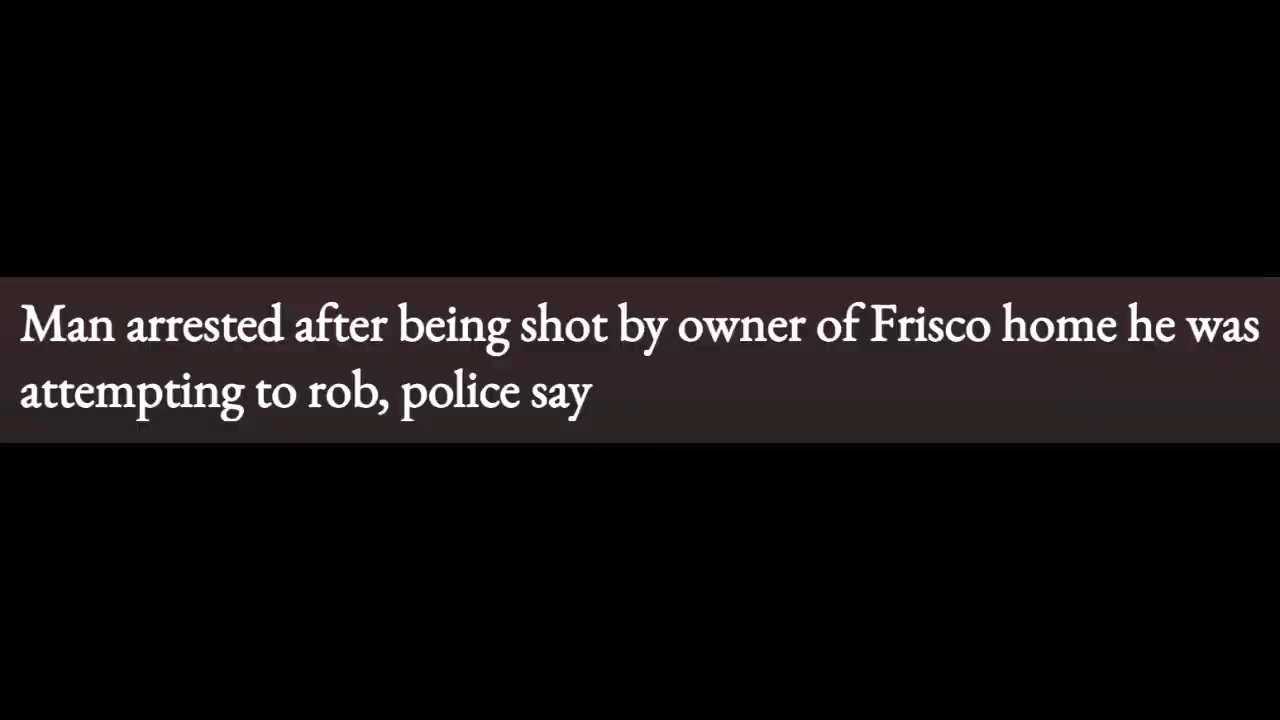 Man arrested after being shot by owner of Frisco home he was
attempting to rob, police say